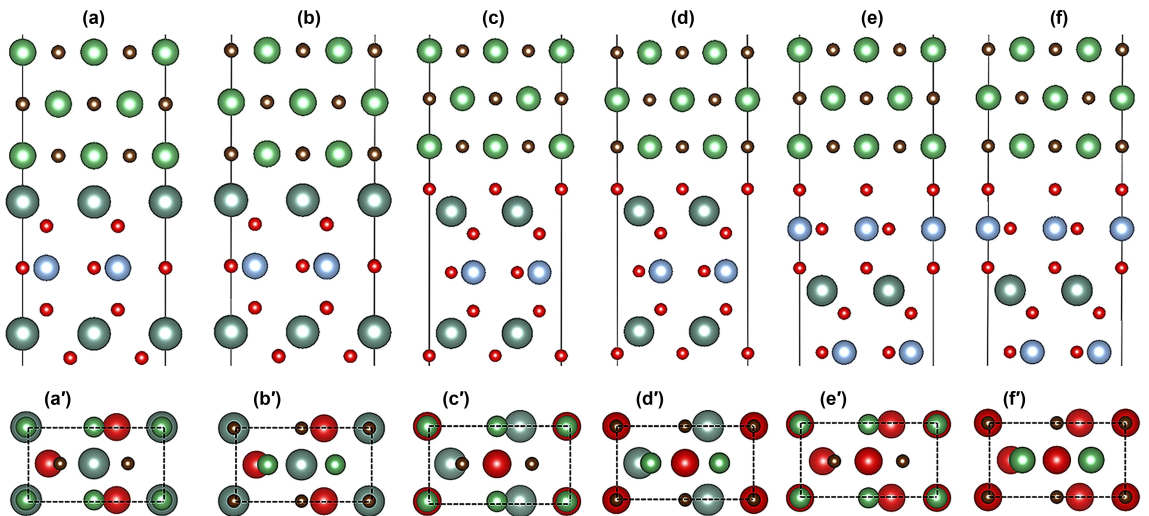 (a) (b) (c) (d) (e) (f)
(a′) (b′) (c′) (d′) (e′) (f′)